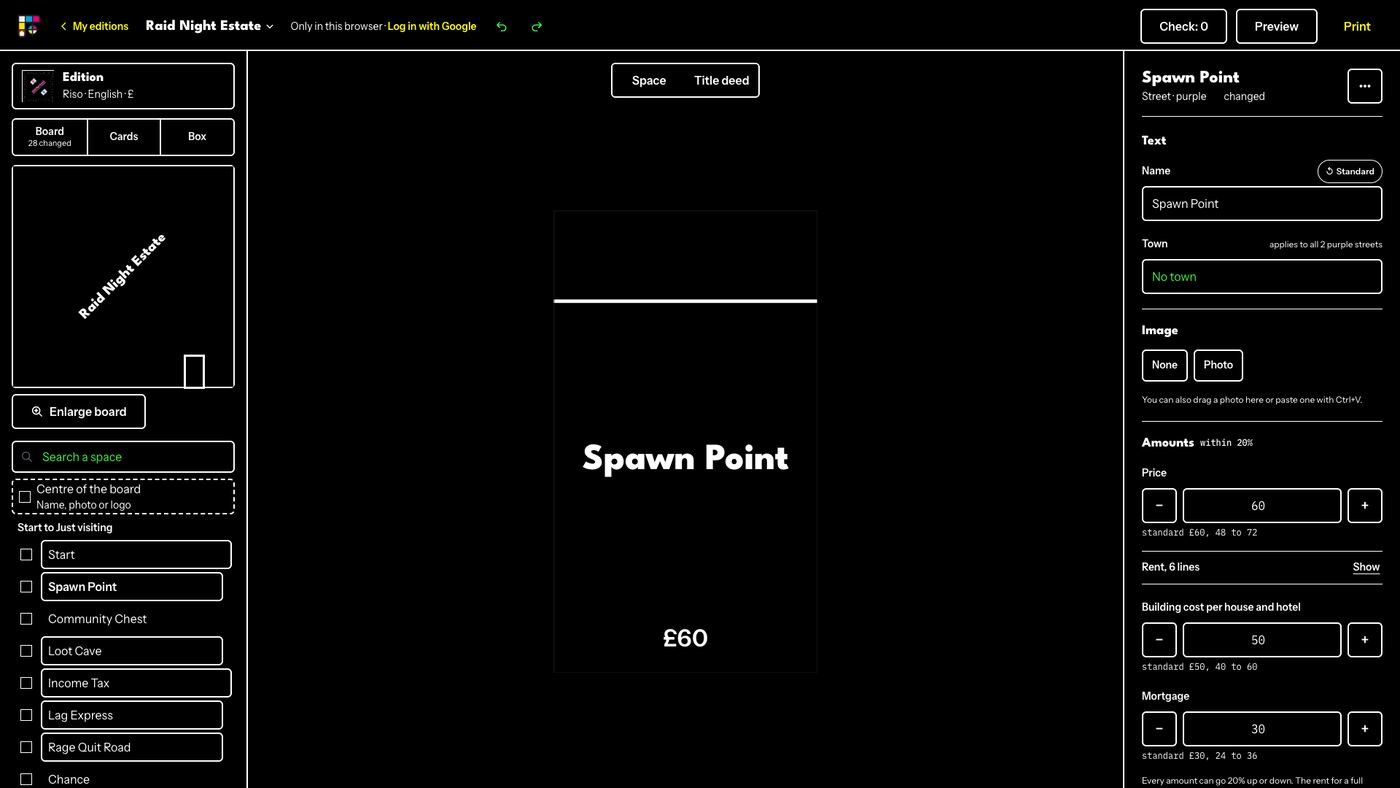 My editions
Raid Night Estate
Only in this browser · Log in with Google
Check: 0
Preview
Print
Edition
Riso · English · £
Board
28 changed
Cards
Box
Raid Night Estate
Enlarge board
Search a space
Centre of the board
Name, photo or logo
Start to Just visiting
Start
Spawn Point
Community Chest
Loot Cave
Income Tax
Lag Express
Rage Quit Road
Chance
Space
Title deed
Spawn Point
£60
Spawn Point
Street · purple changed
Text
Name
Standard
Spawn Point
Town
applies to all 2 purple streets
No town
Image
None
Photo
You can also drag a photo here or paste one with Ctrl+V.
Amounts within 20%
Price
− 60 +
standard £60, 48 to 72
Rent, 6 lines
Show
Building cost per house and hotel
− 50 +
standard £50, 40 to 60
Mortgage
− 30 +
standard £30, 24 to 36
Every amount can go 20% up or down. The rent for a full